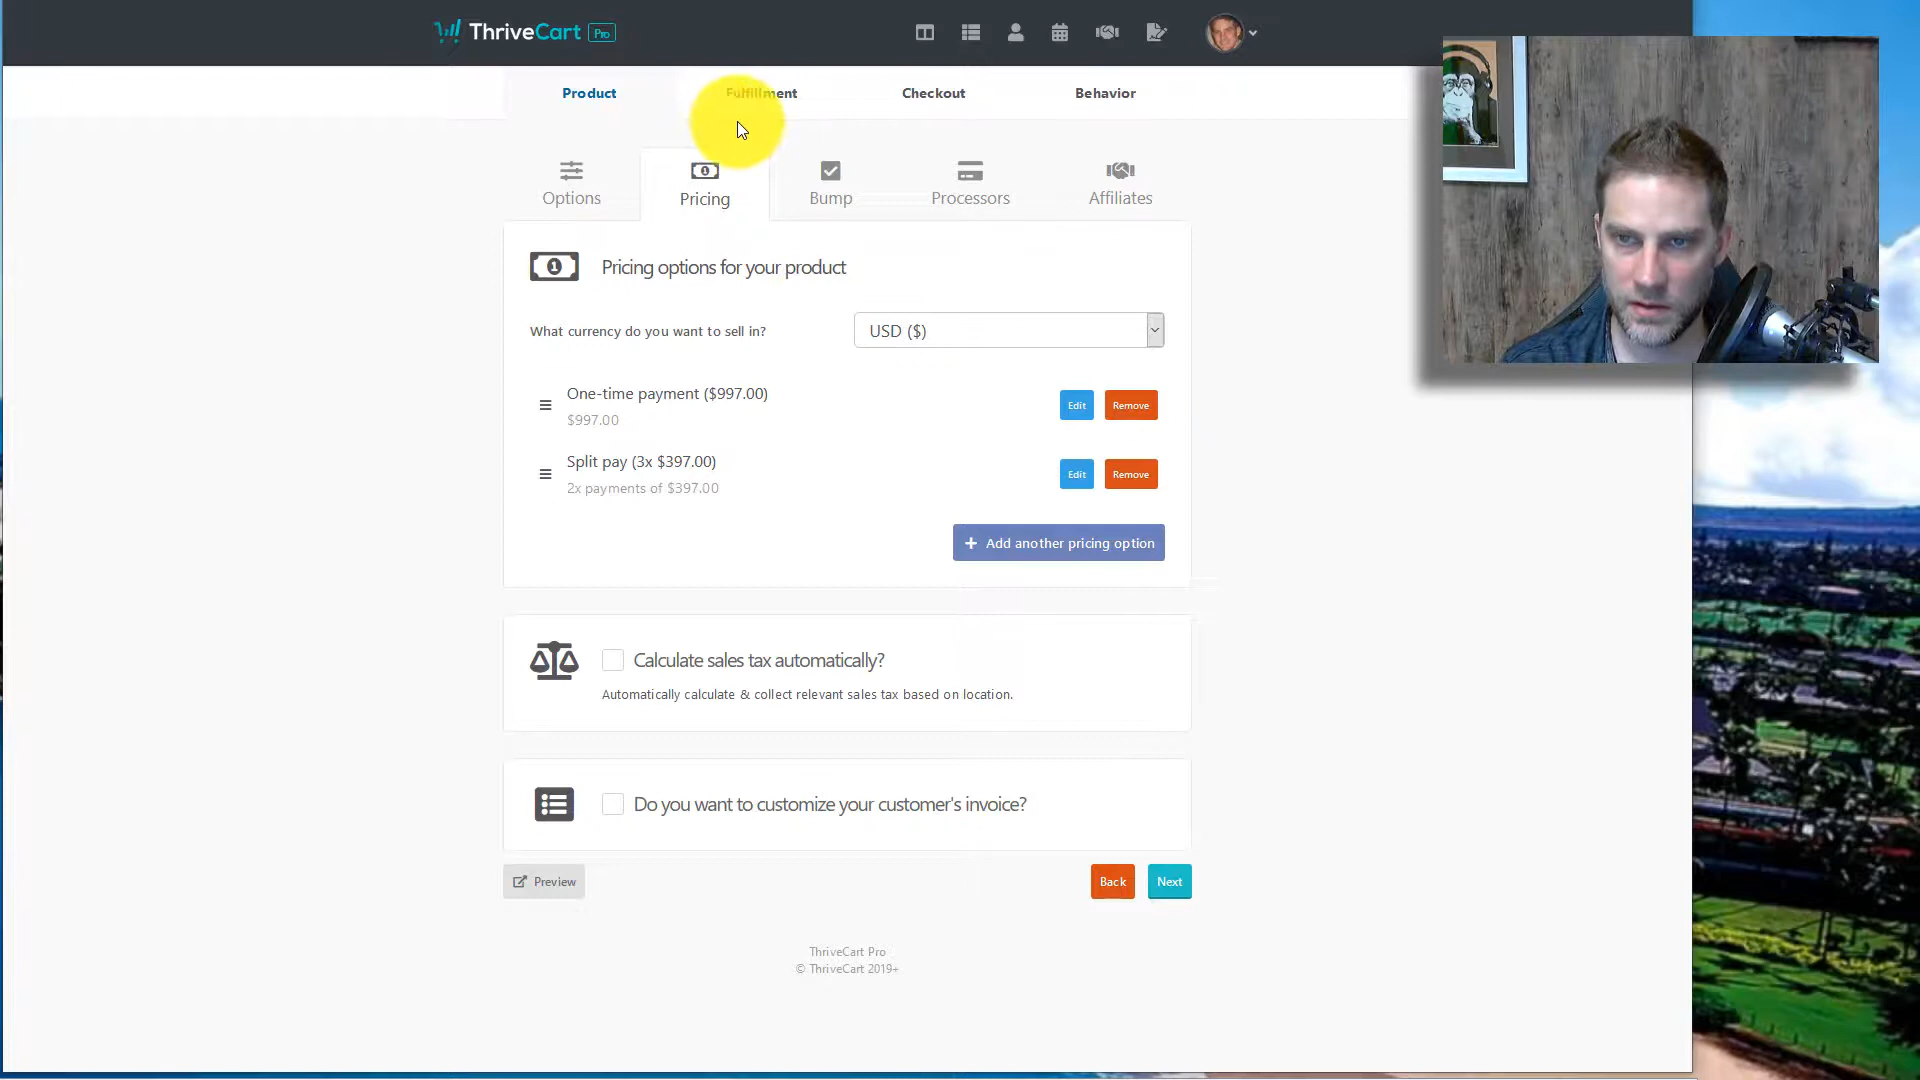 ThriveCart Pro
Product
Fulfillment
Checkout
Behavior
Options
Pricing
Bump
Processors
Affiliates
Pricing options for your product
What currency do you want to sell in?
USD ($)
One-time payment ($997.00)
$997.00
Edit
Remove
Split pay (3x $397.00)
2x payments of $397.00
Edit
Remove
+ Add another pricing option
Calculate sales tax automatically?
Automatically calculate & collect relevant sales tax based on location.
Do you want to customize your customer's invoice?
Preview
Back
Next
ThriveCart Pro
© ThriveCart 2019+